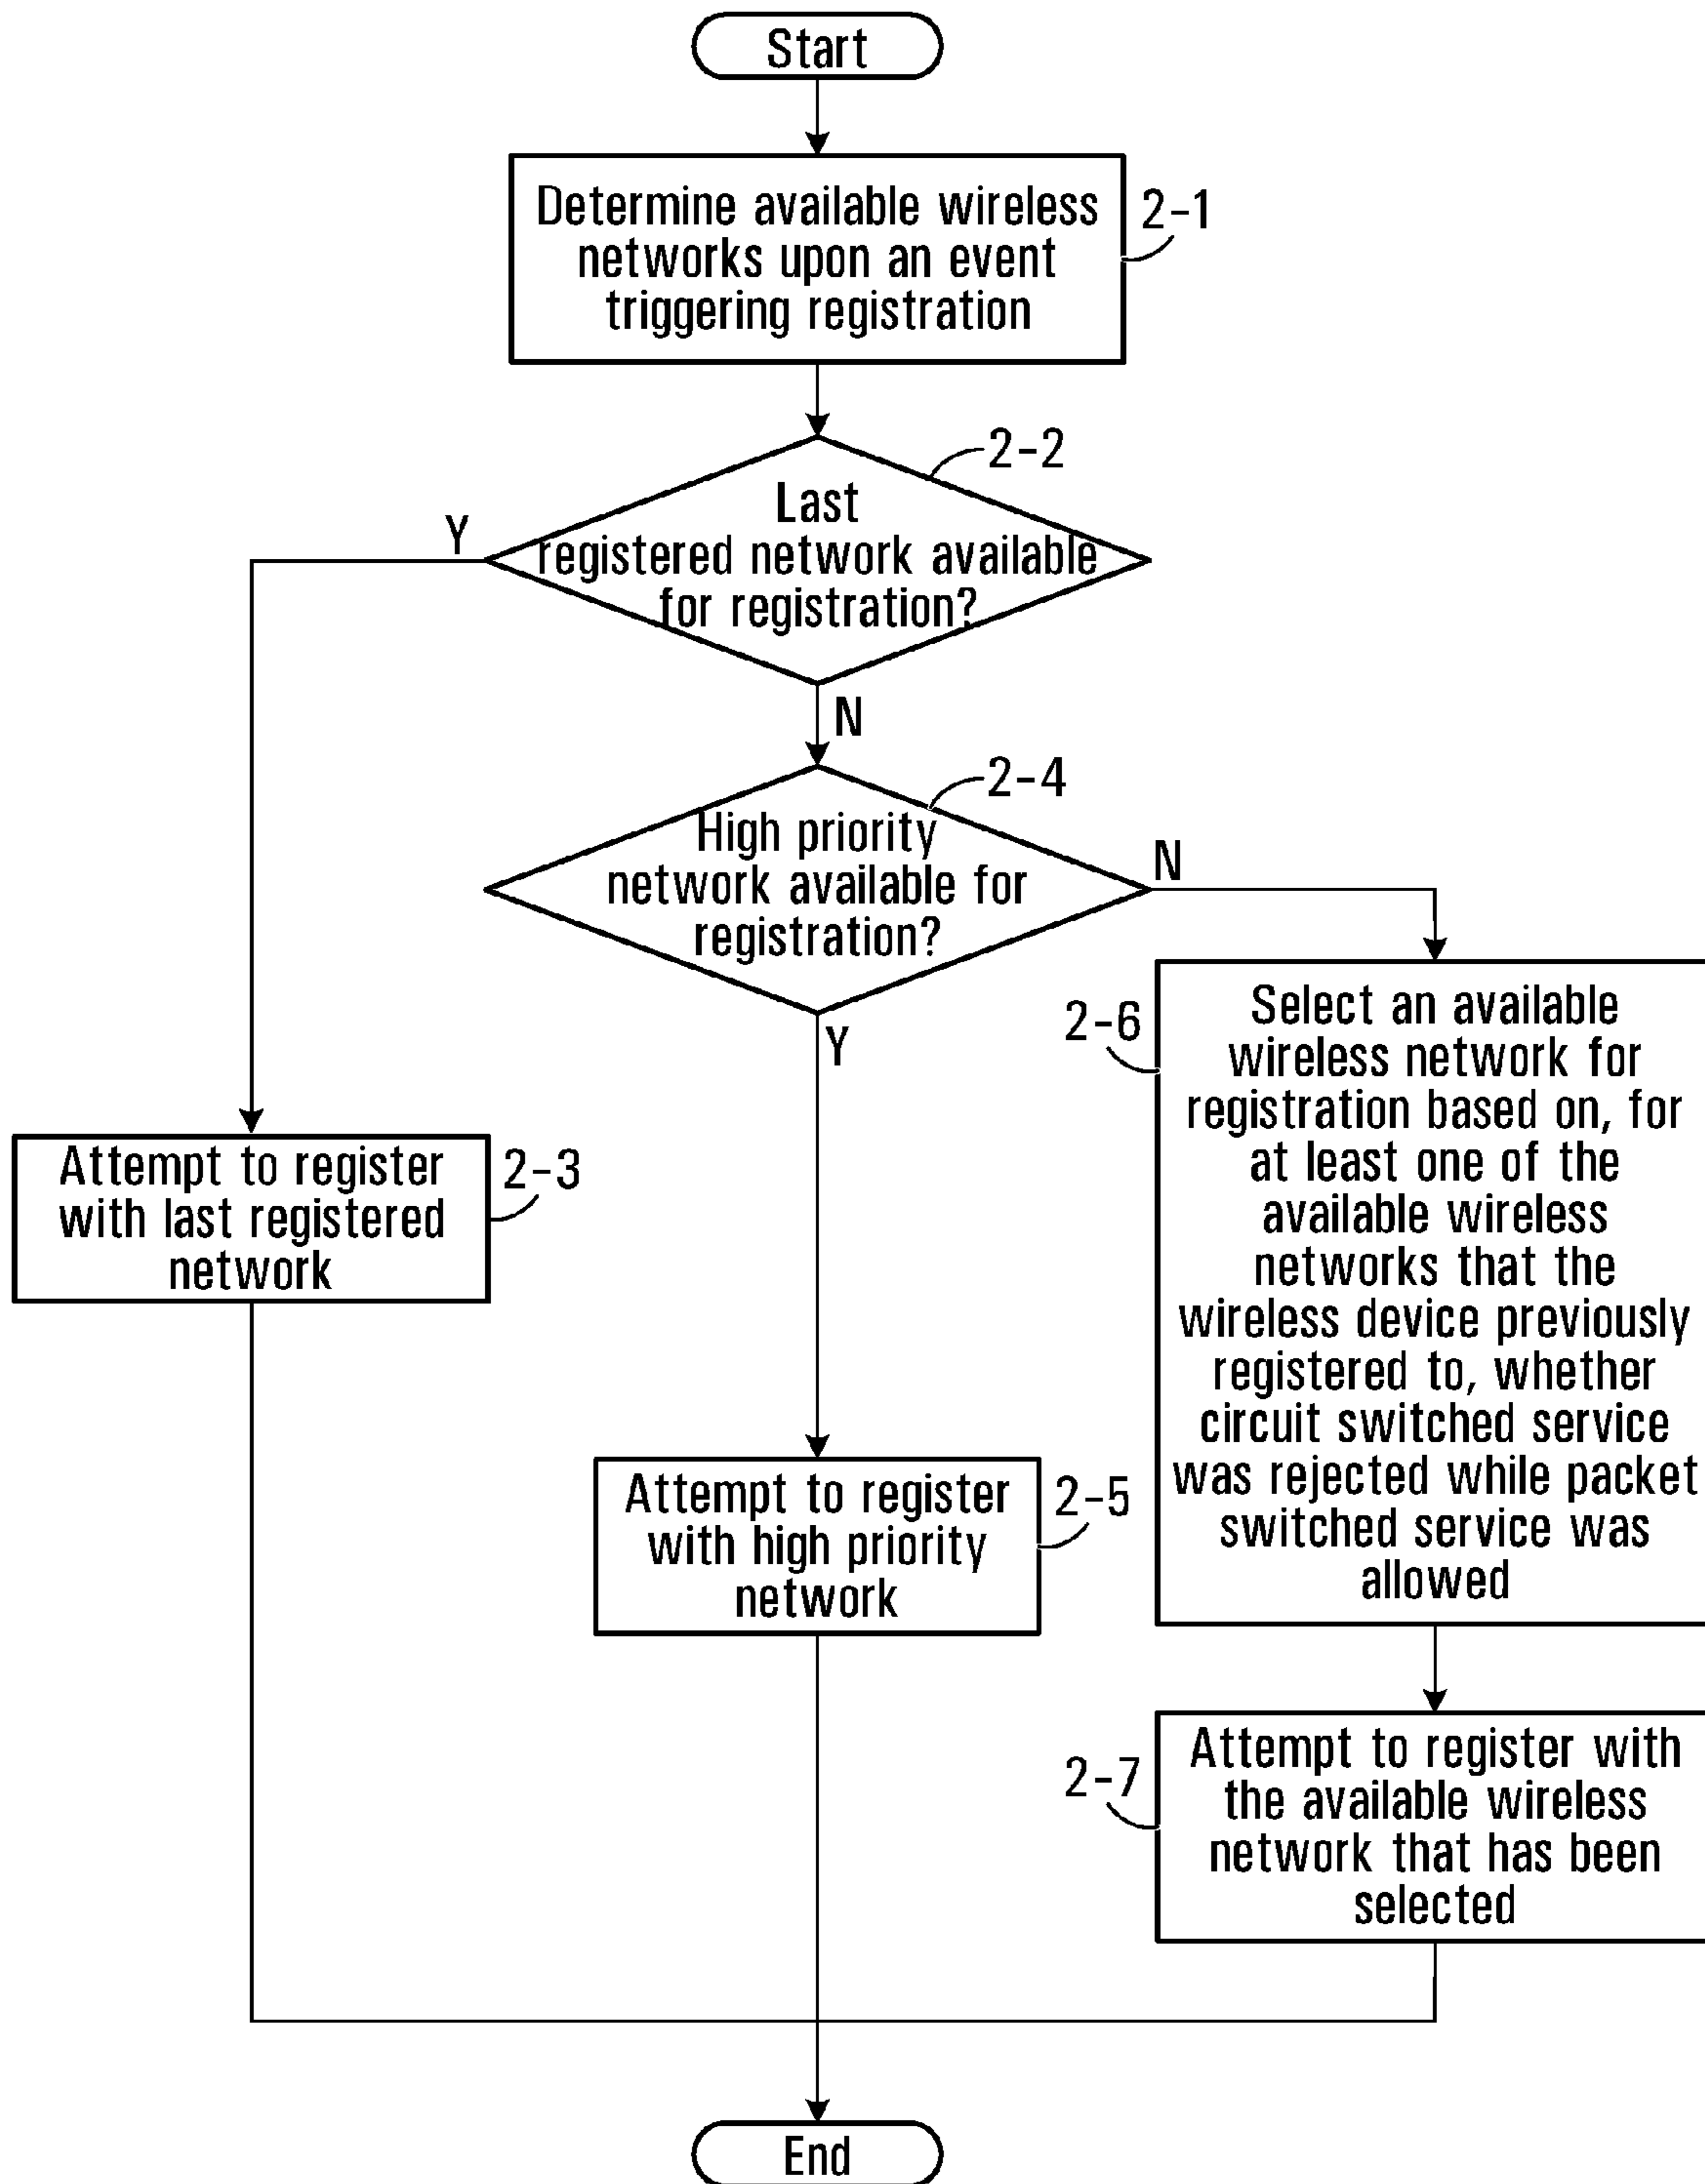 Start
Determine available wireless
networks upon an event
triggering registration
2-1
2-2
Last
registered network available
for registration?
Y
N
2-4
High priority
network available for
registration?
N
Y
2-6
Select an available
wireless network for
registration based on, for
at least one of the
available wireless
networks that the
wireless device previously
registered to, whether
circuit switched service
was rejected while packet
switched service was
allowed
Attempt to register
with last registered
network
2-3
Attempt to register
with high priority
network
2-5
2-7
Attempt to register with
the available wireless
network that has been
selected
End